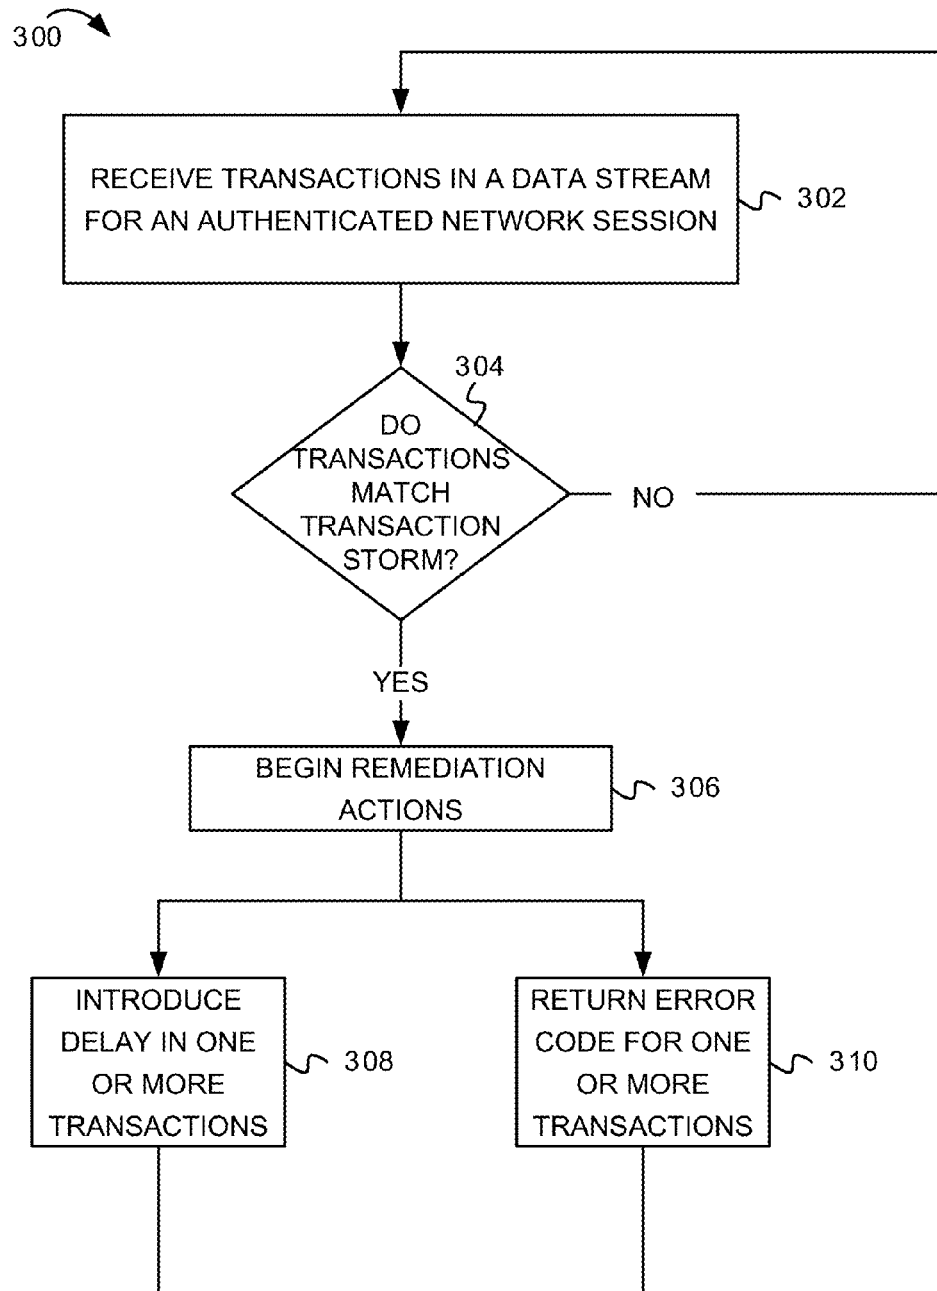 300
RECEIVE TRANSACTIONS IN A DATA STREAM
FOR AN AUTHENTICATED NETWORK SESSION
302
304
DO
TRANSACTIONS
MATCH
TRANSACTION
STORM?
NO
YES
BEGIN REMEDIATION
ACTIONS
306
INTRODUCE
DELAY IN ONE
OR MORE
TRANSACTIONS
308
RETURN ERROR
CODE FOR ONE
OR MORE
TRANSACTIONS
310